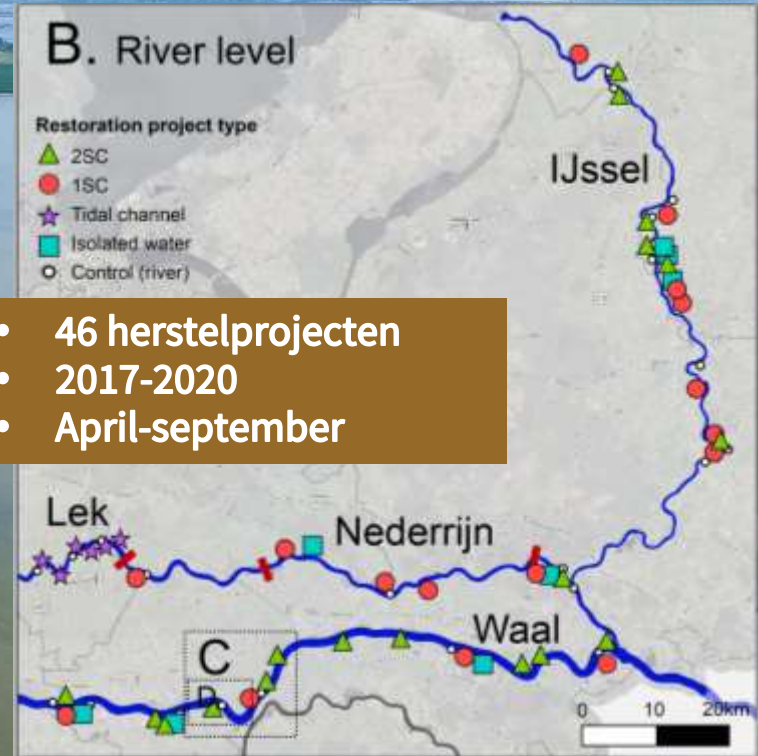 B. River level
Restoration project type
2SC
1SC
Tidal channel
Isolated water
Control (river)
IJssel
• 46 herstelprojecten
• 2017-2020
• April-september
Lek
Nederrijn
Waal
C
D
0 10 20km